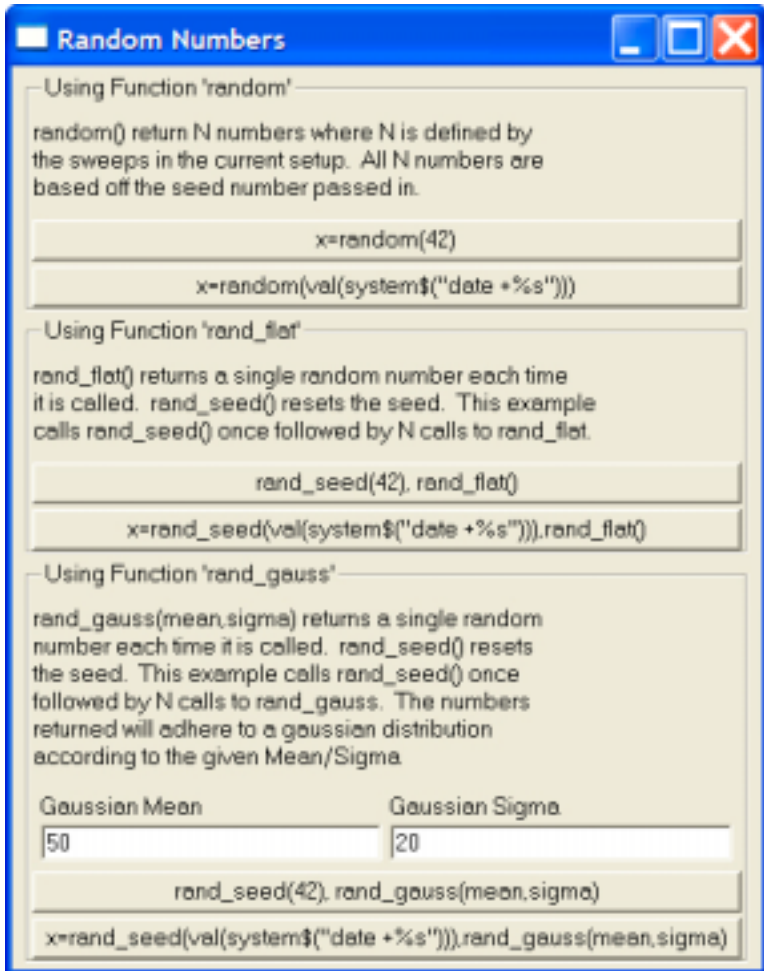 Random Numbers
Using Function 'random'
random() return N numbers where N is defined by
the sweeps in the current setup. All N numbers are
based off the seed number passed in.
x=random(42)
x=random(val(system$("date +%s")))
Using Function 'rand_flat'
rand_flat() returns a single random number each time
it is called. rand_seed() resets the seed. This example
calls rand_seed() once followed by N calls to rand_flat.
rand_seed(42), rand_flat()
x=rand_seed(val(system$("date +%s"))),rand_flat()
Using Function 'rand_gauss'
rand_gauss(mean,sigma) returns a single random
number each time it is called. rand_seed() resets
the seed. This example calls rand_seed() once
followed by N calls to rand_gauss. The numbers
returned will adhere to a gaussian distribution
according to the given Mean/Sigma
Gaussian Mean Gaussian Sigma
50 20
rand_seed(42), rand_gauss(mean,sigma)
x=rand_seed(val(system$("date +%s"))),rand_gauss(mean,sigma)